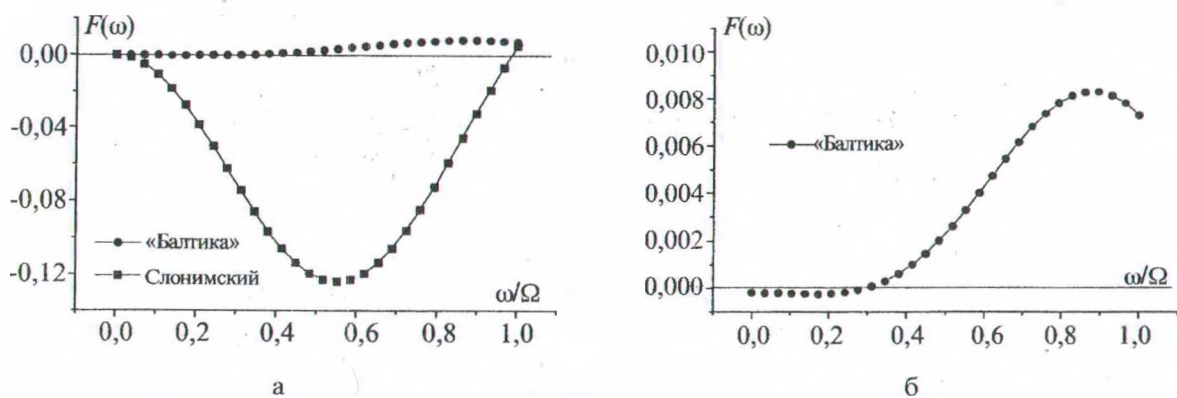 F(ω)
0,00
-0,04
-0,08
-0,12
«Балтика»
Слонимский
ω/Ω
0,0 0,2 0,4 0,6 0,8 1,0
а
F(ω)
0,010
0,008
0,006
0,004
0,002
0,000
«Балтика»
ω/Ω
0,0 0,2 0,4 0,6 0,8 1,0
б